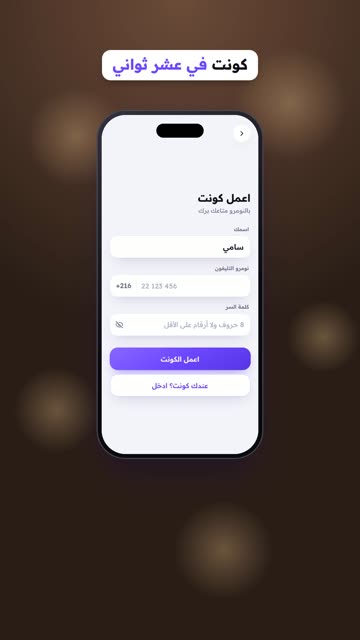 كونت في عشر ثواني
اعمل كونت
بالنومرو متاعك برك
اسمك
سامي
نومرو التليفون
+216 22 123 456
كلمة السر
8 حروف ولا أرقام على الأقل
اعمل الكونت
عندك كونت؟ ادخل